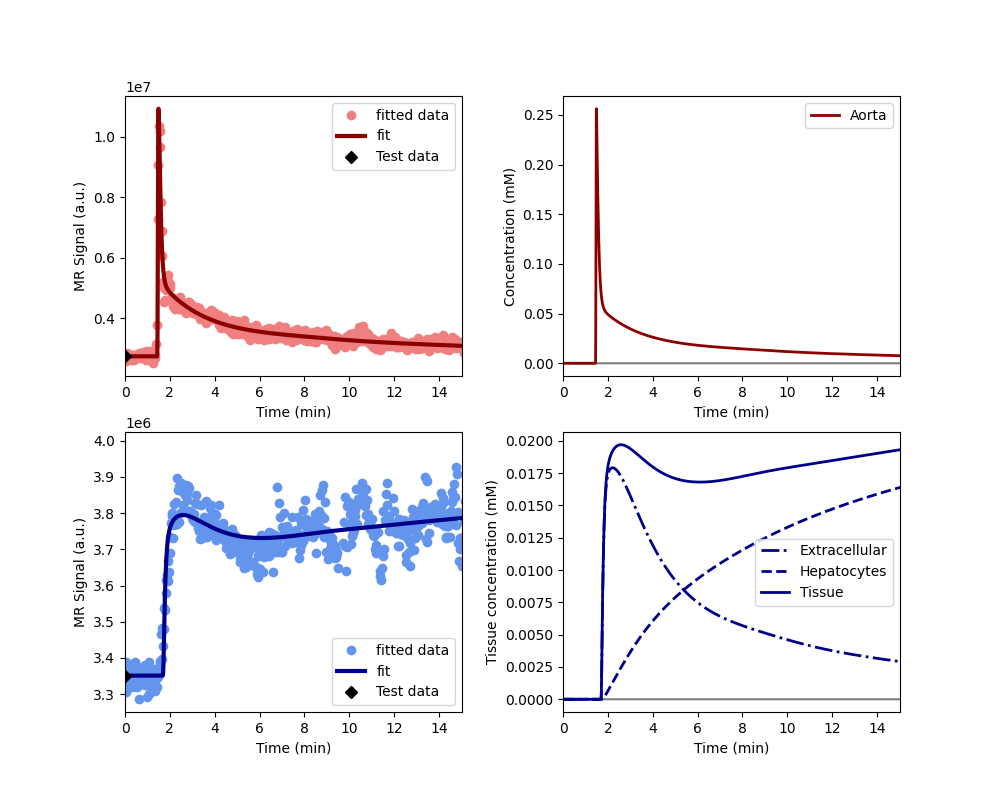 1e7
1.0
0.8
0.6
0.4
MR Signal (a.u.)
0 2 4 6 8 10 12 14
Time (min)
fitted data
fit
Test data
0.25
0.20
0.15
0.10
0.05
0.00
Concentration (mM)
0 2 4 6 8 10 12 14
Time (min)
Aorta
1e6
4.0
3.9
3.8
3.7
3.6
3.5
3.4
3.3
MR Signal (a.u.)
0 2 4 6 8 10 12 14
Time (min)
fitted data
fit
Test data
0.0200
0.0175
0.0150
0.0125
0.0100
0.0075
0.0050
0.0025
0.0000
Tissue concentration (mM)
0 2 4 6 8 10 12 14
Time (min)
Extracellular
Hepatocytes
Tissue